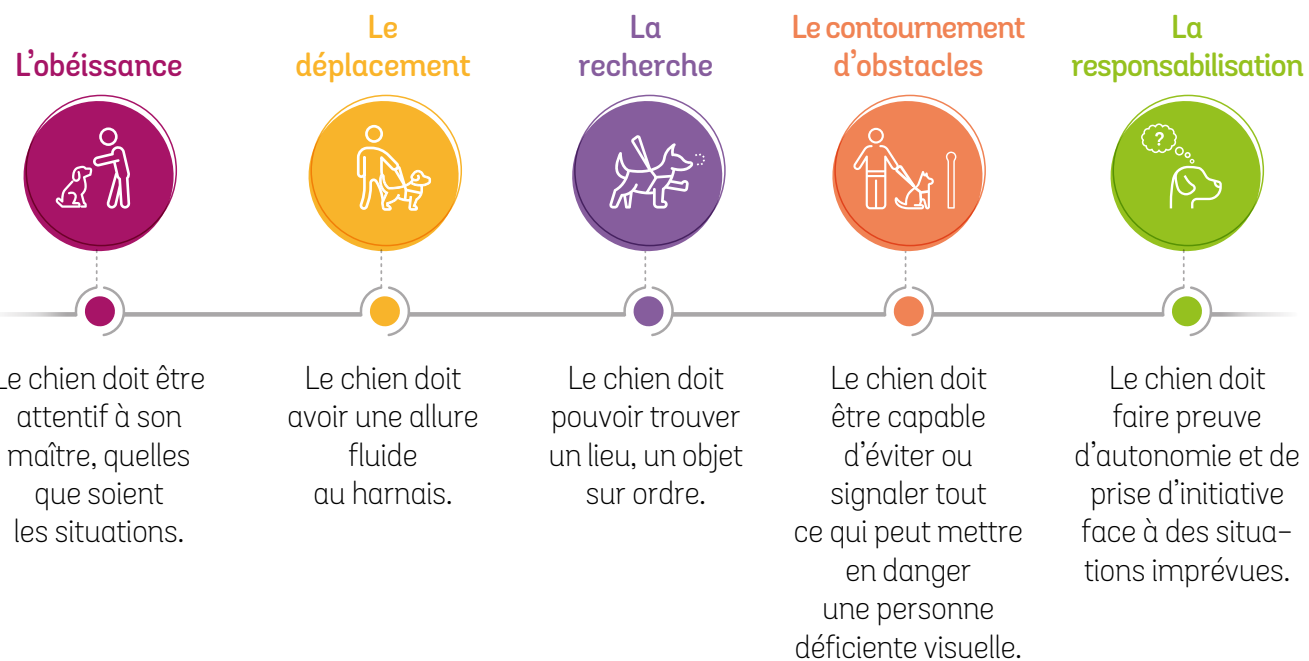 L'obéissance
Le chien doit être
attentif à son
maître, quelles
que soient
les situations.
Le
déplacement
Le chien doit
avoir une allure
fluide
au harnais.
La
recherche
Le chien doit
pouvoir trouver
un lieu, un objet
sur ordre.
Le contournement
d'obstacles
Le chien doit
être capable
d'éviter ou
signaler tout
ce qui peut mettre
en danger
une personne
déficiente visuelle.
La
responsabilisation
?
Le chien doit
faire preuve
d'autonomie et de
prise d'initiative
face à des situa-
tions imprévues.